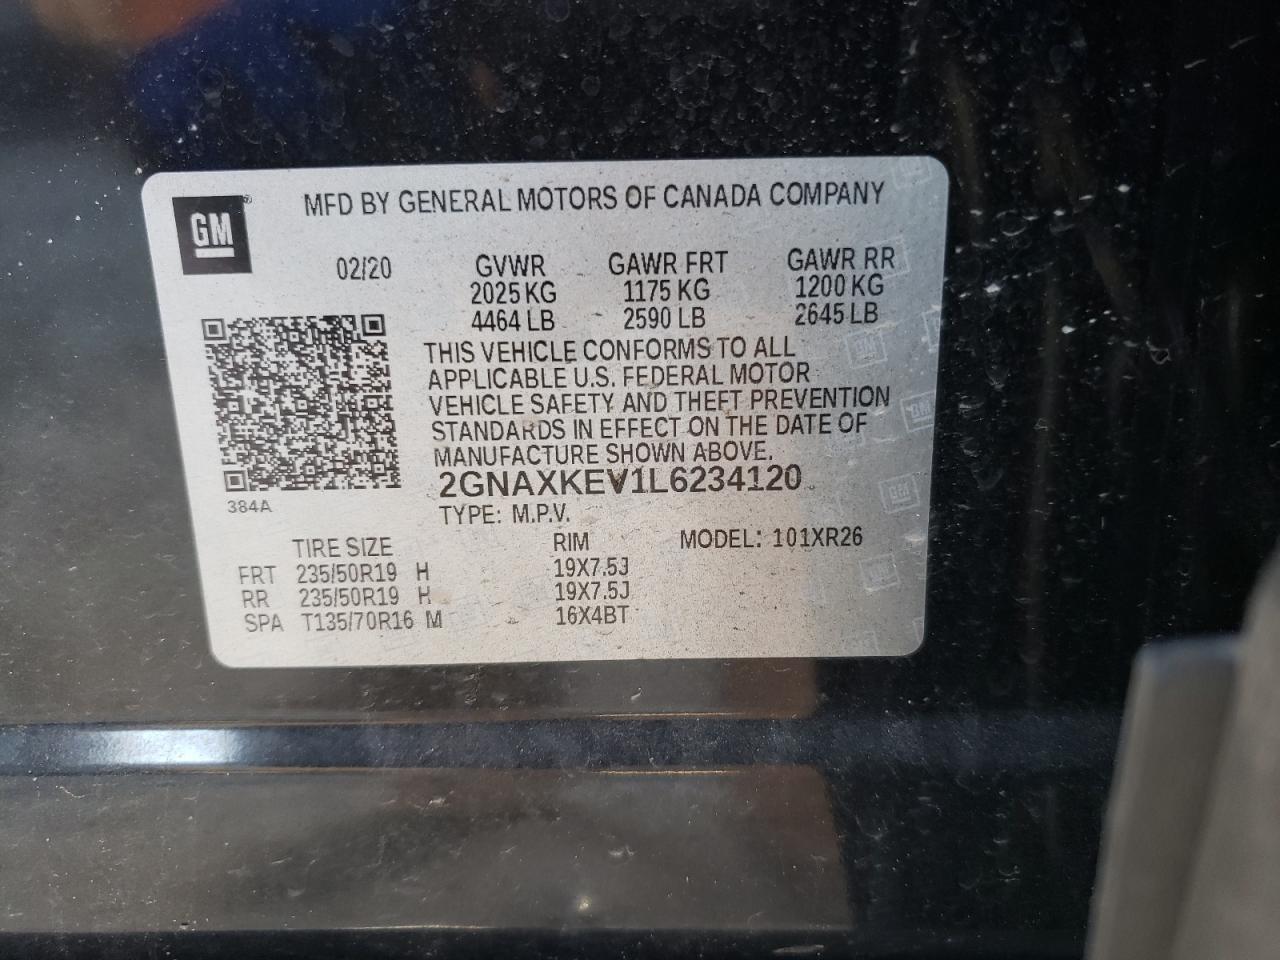 GM
MFD BY GENERAL MOTORS OF CANADA COMPANY
02/20 GVWR GAWR FRT GAWR RR
2025 KG 1175 KG 1200 KG
4464 LB 2590 LB 2645 LB
THIS VEHICLE CONFORMS TO ALL
APPLICABLE U.S. FEDERAL MOTOR
VEHICLE SAFETY AND THEFT PREVENTION
STANDARDS IN EFFECT ON THE DATE OF
MANUFACTURE SHOWN ABOVE.
2GNAXKEV1L6234120
384A
TYPE: M.P.V.
TIRE SIZE RIM MODEL: 101XR26
FRT 235/50R19 H 19X7.5J
RR 235/50R19 H 19X7.5J
SPA T135/70R16 M 16X4BT